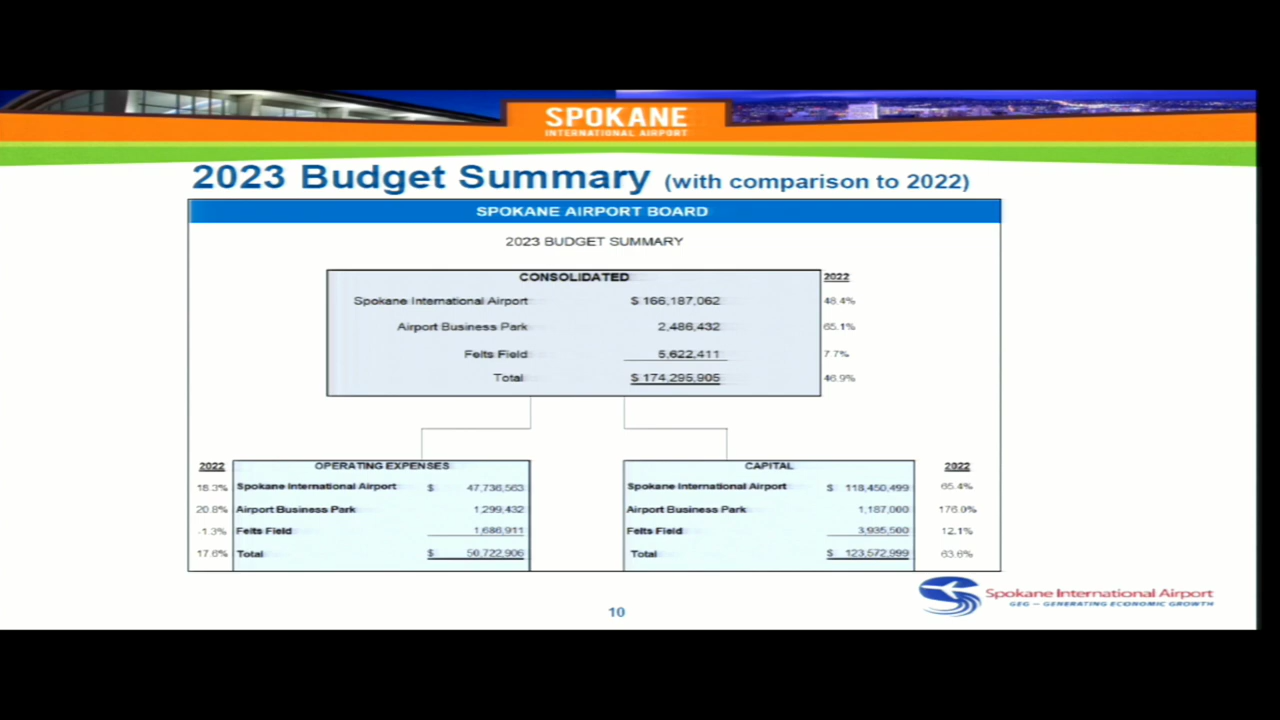 SPOKANE
INTERNATIONAL AIRPORT
2023 Budget Summary (with comparison to 2022)
SPOKANE AIRPORT BOARD
2023 BUDGET SUMMARY
CONSOLIDATED 2022
Spokane International Airport $ 166,187,062 48.4%
Airport Business Park 2,486,432 65.1%
Felts Field 5,622,411 7.7%
Total $ 174,295,905 46.9%
2022 OPERATING EXPENSES
18.3% Spokane International Airport $ 47,736,563
20.8% Airport Business Park 1,299,432
-1.3% Felts Field 1,686,911
17.6% Total $ 50,722,906
CAPITAL 2022
Spokane International Airport $ 118,450,499 65.4%
Airport Business Park 1,187,000 176.0%
Felts Field 3,935,500 12.1%
Total $ 123,572,999 63.6%
Spokane International Airport
GEG — GENERATING ECONOMIC GROWTH
10